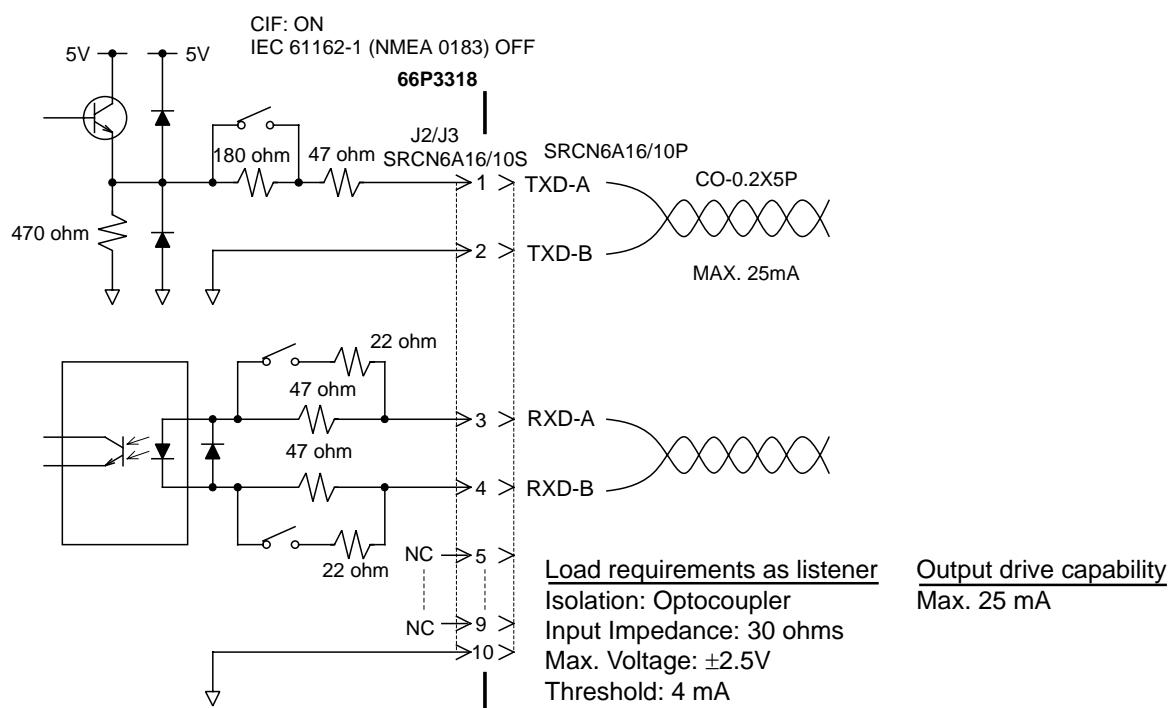 CIF: ON
IEC 61162-1 (NMEA 0183) OFF
5V
5V
66P3318
J2/J3
SRCN6A16/10S
SRCN6A16/10P
180 ohm
47 ohm
1
TXD-A
CO-0.2X5P
470 ohm
2
TXD-B
MAX. 25mA
22 ohm
47 ohm
3
RXD-A
47 ohm
4
RXD-B
22 ohm
NC
5
NC
9
10
Load requirements as listener
Isolation: Optocoupler
Input Impedance: 30 ohms
Max. Voltage: ±2.5V
Threshold: 4 mA
Output drive capability
Max. 25 mA